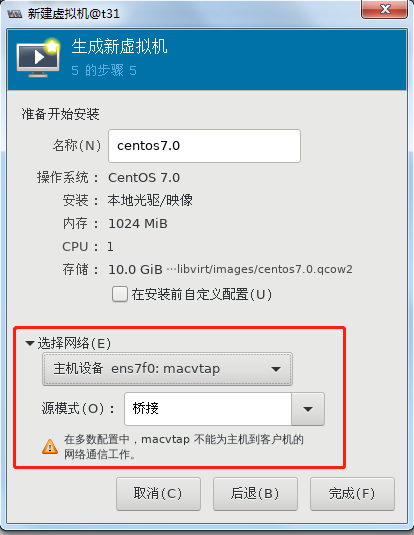 新建虚拟机@t31
生成新虚拟机
5 的步骤 5
准备开始安装
名称(N) centos7.0
操作系统： CentOS 7.0
安装： 本地光驱/映像
内存： 1024 MiB
CPU： 1
存储： 10.0 GiB ···libvirt/images/centos7.0.qcow2
在安装前自定义配置(U)
选择网络(E)
主机设备 ens7f0: macvtap
源模式(O)： 桥接
在多数配置中，macvtap 不能为主机到客户机的
网络通信工作。
取消(C) 后退(B) 完成(F)